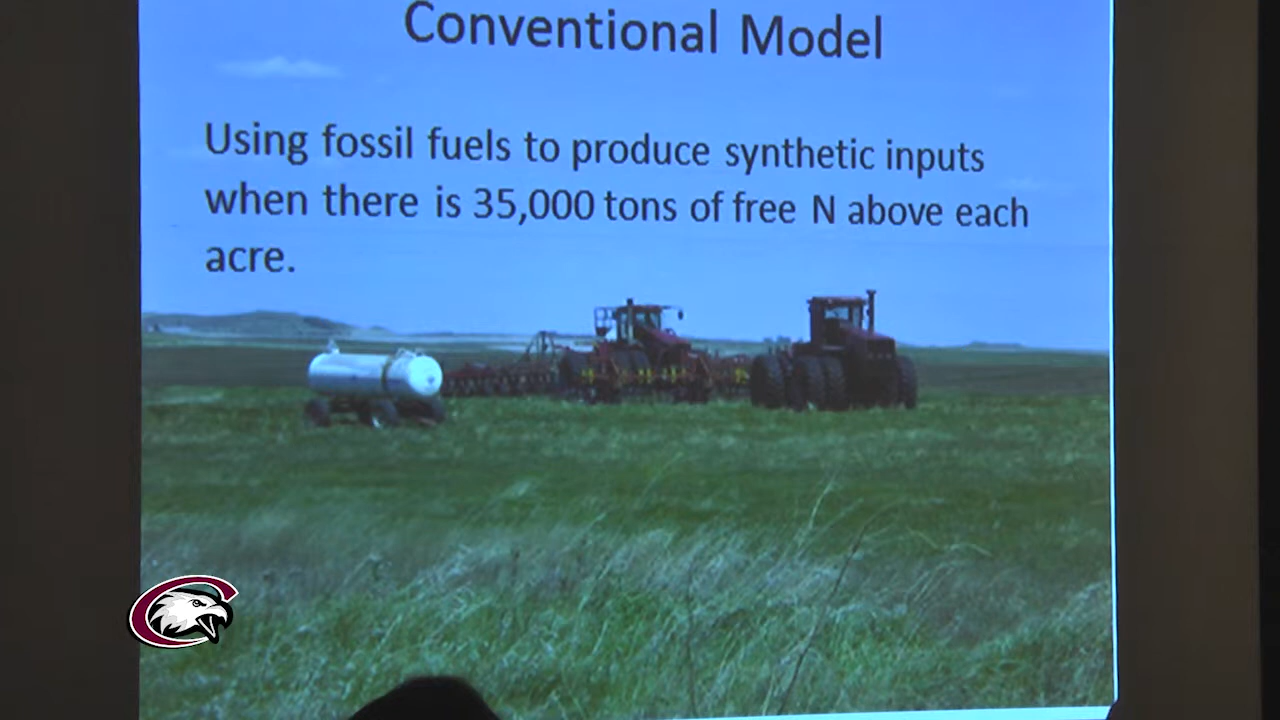 Conventional Model
Using fossil fuels to produce synthetic inputs
when there is 35,000 tons of free N above each
acre.